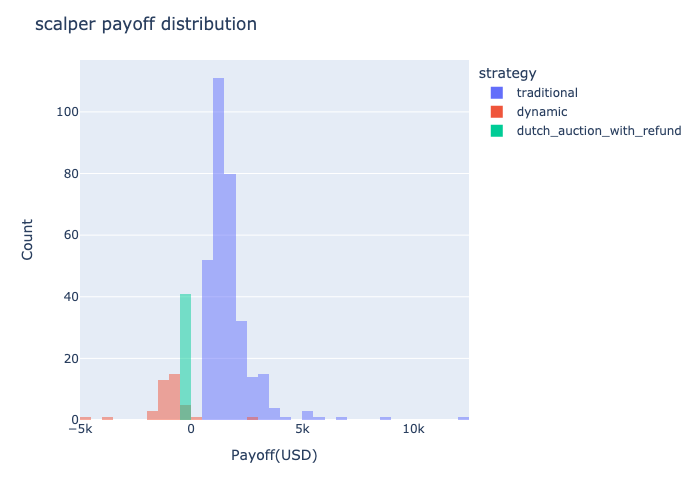 scalper payoff distribution
strategy
traditional
dynamic
dutch_auction_with_refund
Count
100
80
60
40
20
0
−5k 0 5k 10k
Payoff(USD)